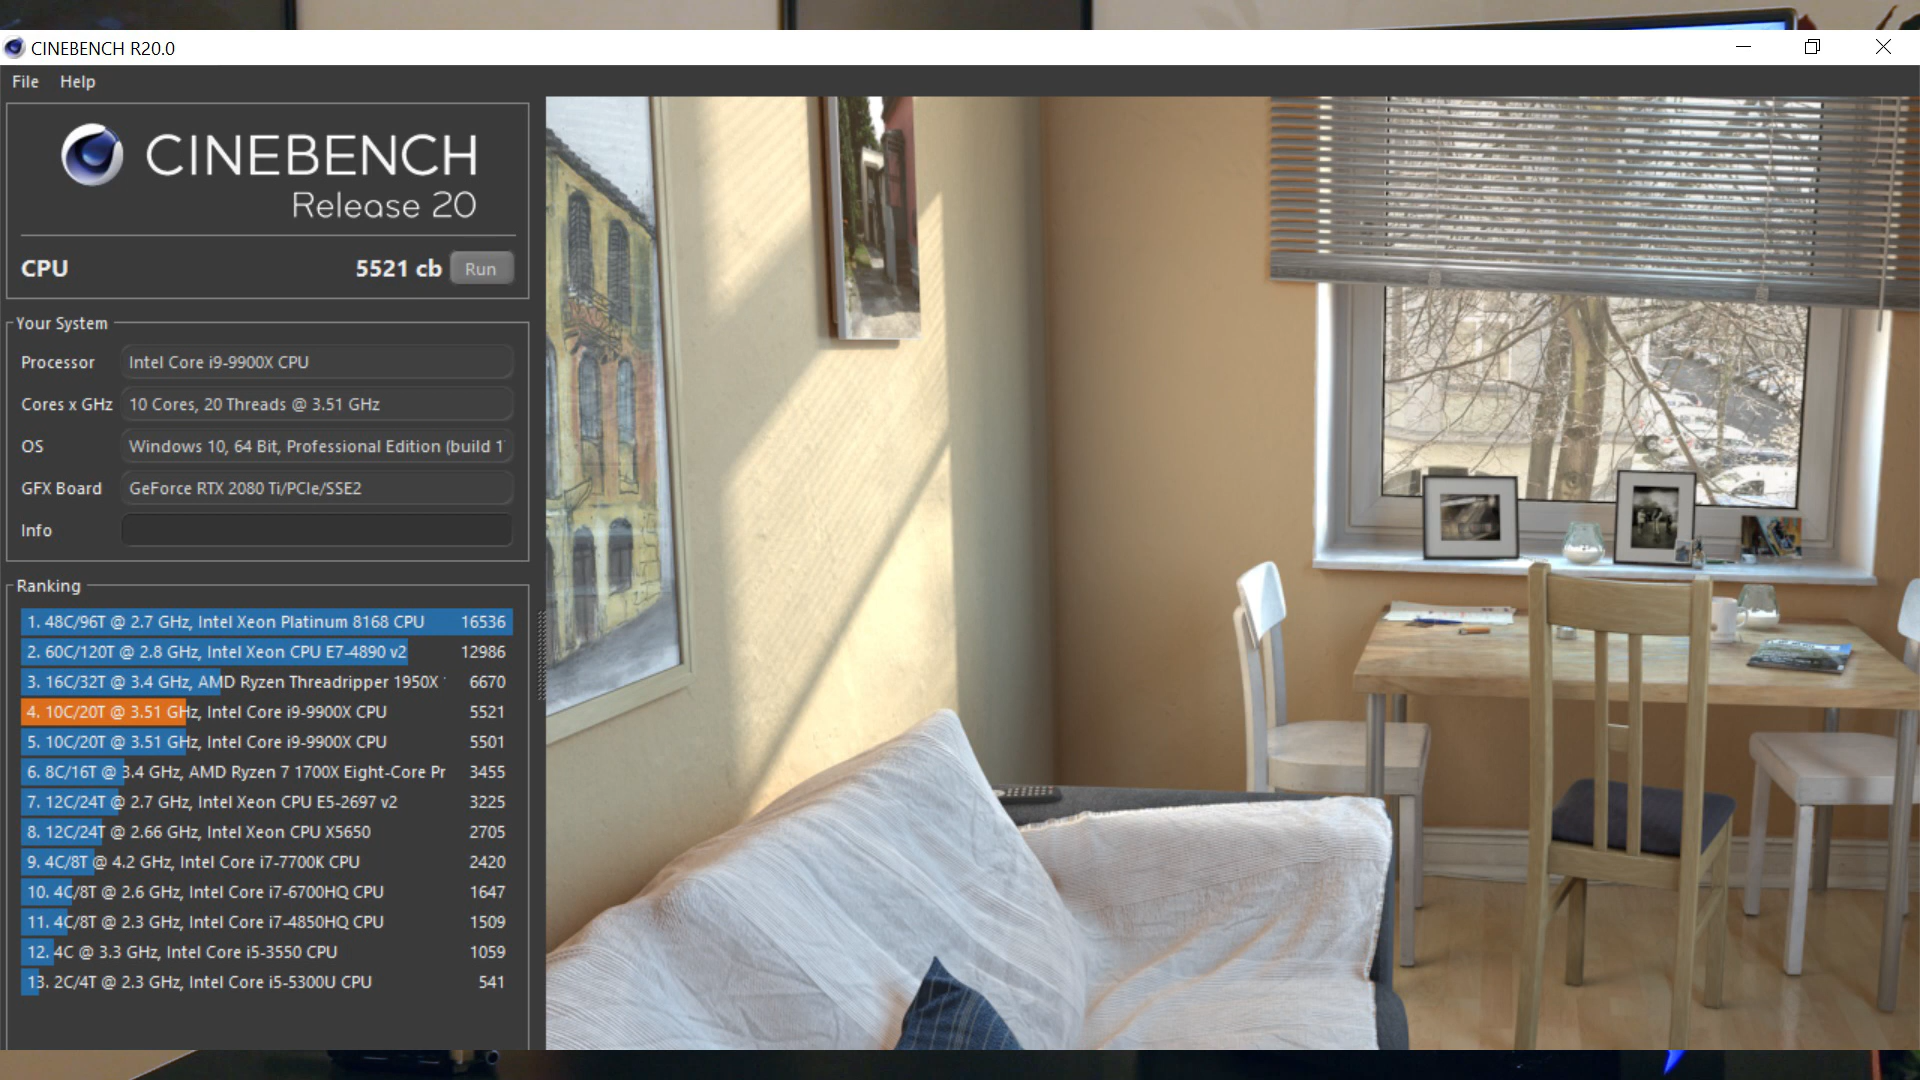 CINEBENCH R20.0
File Help
CINEBENCH
Release 20
CPU 5521 cb Run
Your System
Processor Intel Core i9-9900X CPU
Cores x GHz 10 Cores, 20 Threads @ 3.51 GHz
OS Windows 10, 64 Bit, Professional Edition (build 1
GFX Board GeForce RTX 2080 Ti/PCIe/SSE2
Info
Ranking
1. 48C/96T @ 2.7 GHz, Intel Xeon Platinum 8168 CPU 16536
2. 60C/120T @ 2.8 GHz, Intel Xeon CPU E7-4890 v2 12986
3. 16C/32T @ 3.4 GHz, AMD Ryzen Threadripper 1950X 6670
4. 10C/20T @ 3.51 GHz, Intel Core i9-9900X CPU 5521
5. 10C/20T @ 3.51 GHz, Intel Core i9-9900X CPU 5501
6. 8C/16T @ 3.4 GHz, AMD Ryzen 7 1700X Eight-Core Pr 3455
7. 12C/24T @ 2.7 GHz, Intel Xeon CPU E5-2697 v2 3225
8. 12C/24T @ 2.66 GHz, Intel Xeon CPU X5650 2705
9. 4C/8T @ 4.2 GHz, Intel Core i7-7700K CPU 2420
10. 4C/8T @ 2.6 GHz, Intel Core i7-6700HQ CPU 1647
11. 4C/8T @ 2.3 GHz, Intel Core i7-4850HQ CPU 1509
12. 4C @ 3.3 GHz, Intel Core i5-3550 CPU 1059
13. 2C/4T @ 2.3 GHz, Intel Core i5-5300U CPU 541